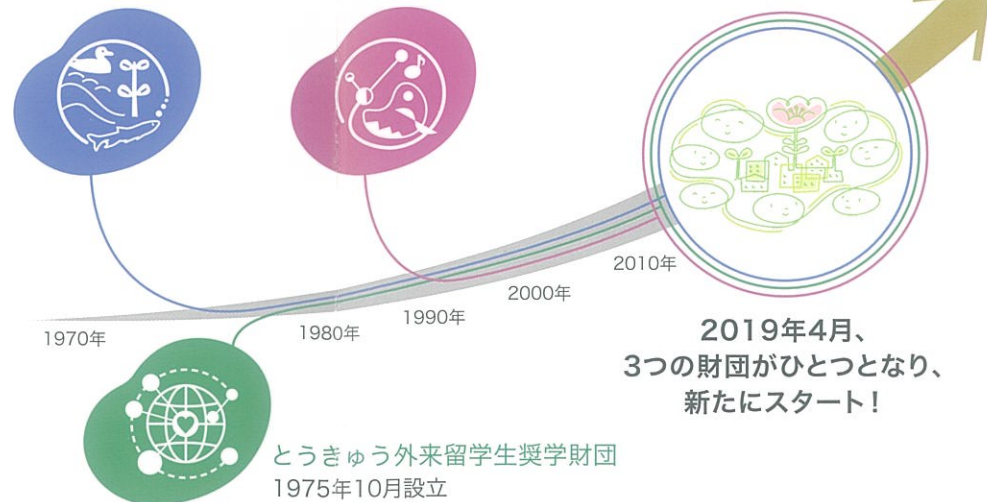 1970年
1980年
1990年
2000年
2010年
2019年4月、
3つの財団がひとつとなり、
新たにスタート!
とうきゅう外来留学生奨学財団
1975年10月設立